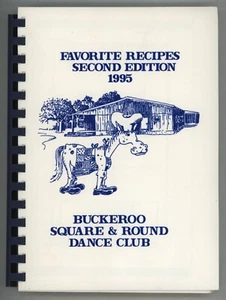 FAVORITE RECIPES
SECOND EDITION
1995
BUCKEROO
SQUARE & ROUND
DANCE CLUB